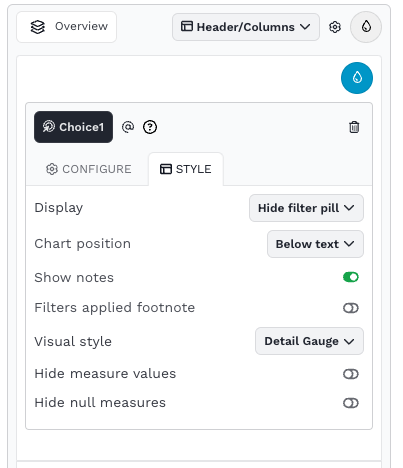 Overview
Header/Columns
Choice1
CONFIGURE
STYLE
Display
Hide filter pill
Chart position
Below text
Show notes
Filters applied footnote
Visual style
Detail Gauge
Hide measure values
Hide null measures